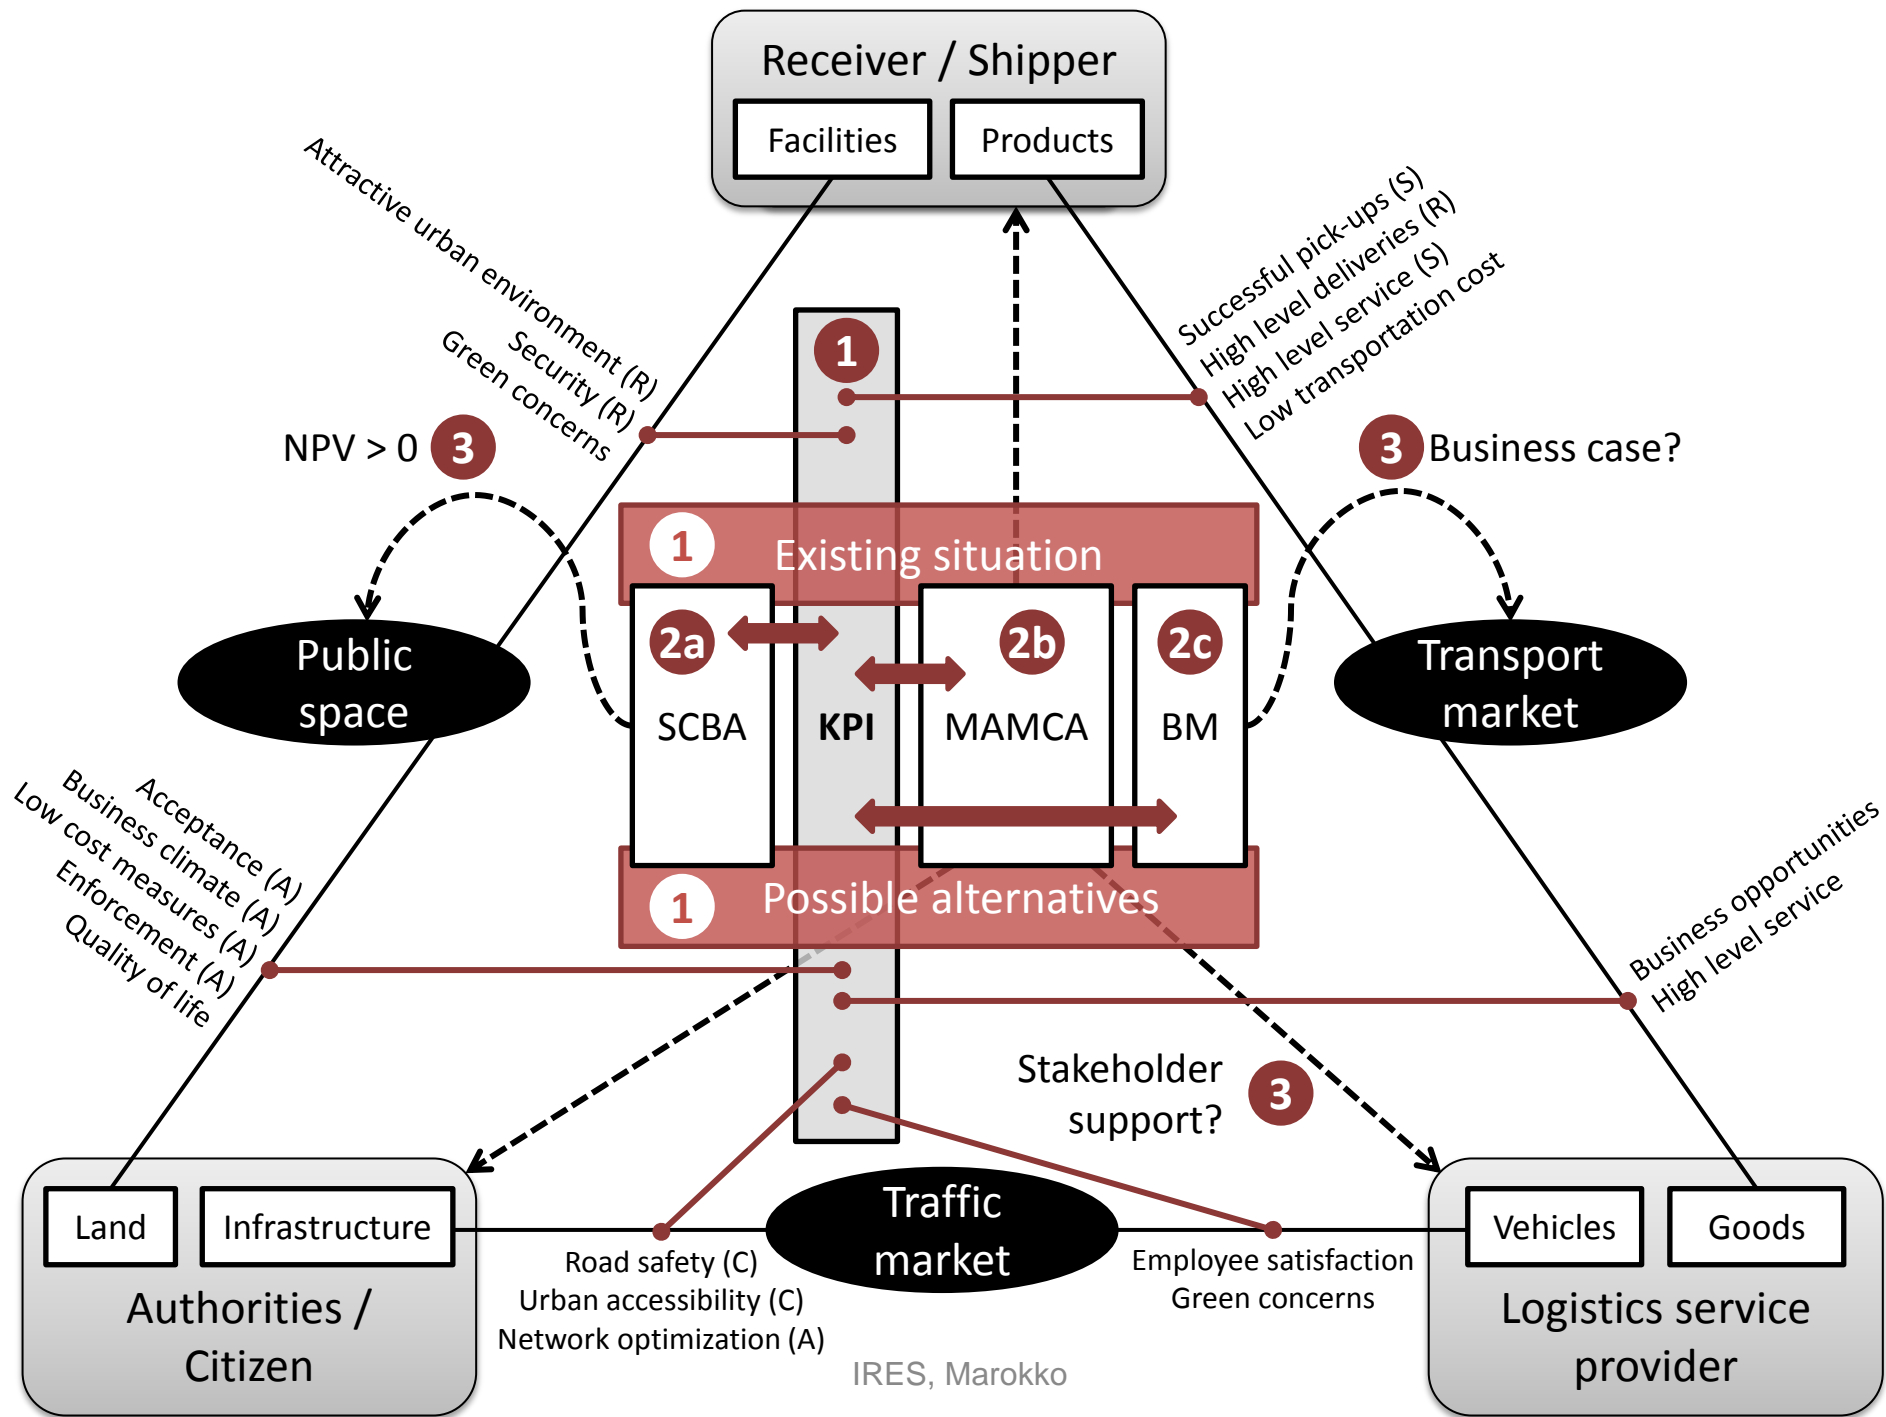 Receiver / Shipper
Facilities
Products
Attractive urban environment (R)
Security (R)
Green concerns
Successful pick-ups (S)
High level deliveries (R)
High level service (S)
Low transportation cost
1
NPV > 0
3
3
Business case?
1
Existing situation
Public
space
2a
SCBA
KPI
2b
MAMCA
2c
BM
Transport
market
Acceptance (A)
Business climate (A)
Low cost measures (A)
Enforcement (A)
Quality of life
1
Possible alternatives
Business opportunities
High level service
Stakeholder
support?
3
Land
Infrastructure
Authorities /
Citizen
Road safety (C)
Urban accessibility (C)
Network optimization (A)
Traffic
market
Employee satisfaction
Green concerns
Vehicles
Goods
Logistics service
provider
IRES, Marokko